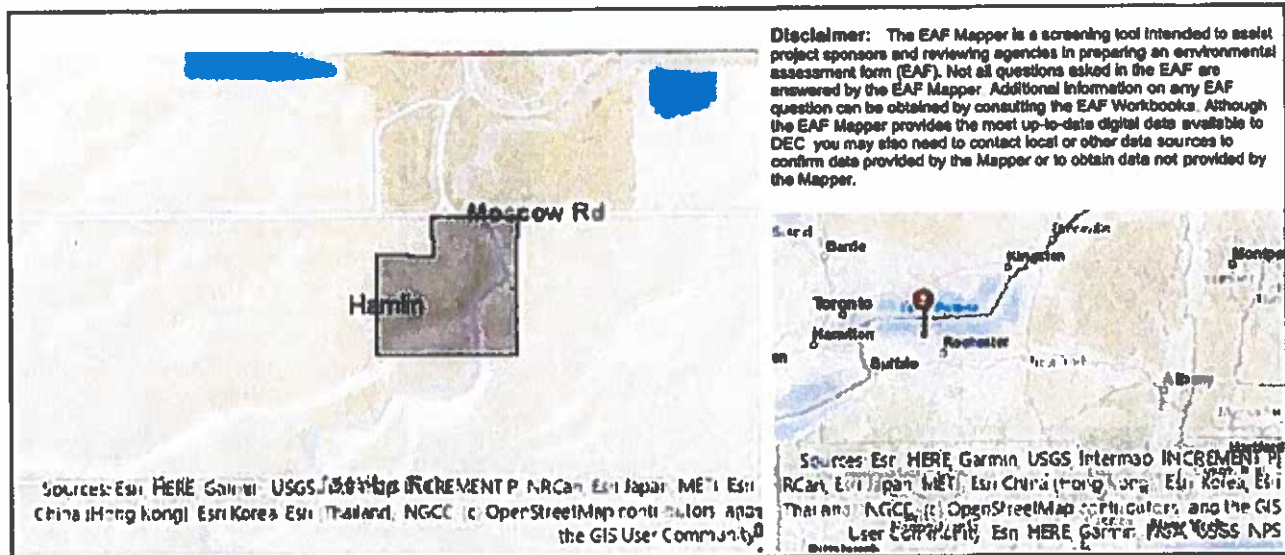 Disclaimer: The EAF Mapper is a screening tool intended to assist
project sponsors and reviewing agencies in preparing an environmental
assessment form (EAF). Not all questions asked in the EAF are
answered by the EAF Mapper. Additional information on any EAF
question can be obtained by consulting the EAF Workbooks. Although
the EAF Mapper provides the most up-to-date digital data available to
DEC you may also need to contact local or other data sources to
confirm data provided by the Mapper or to obtain data not provided by
the Mapper.
Moscow Rd
Hamlin
Barrie
Kingston
Montpe
Toronto
Hamilton
Rochester
Buffalo
Albany
Sources: Esri HERE Garmin USGS INCREMENT P NRCan Esri Japan METI Esri
China (Hong Kong) Esri Korea Esri Thailand, NGCC (c) OpenStreetMap contributors and
the GIS User Community
Sources: Esri HERE Garmin USGS Intermap INCREMENT P
RCan, Esri Japan METI, Esri China (Hong Kong) Esri Korea, Esri
Thailand NGCC (c) OpenStreetMap contributors, and the GIS
User Community Esri HERE Garmin USGS NPS